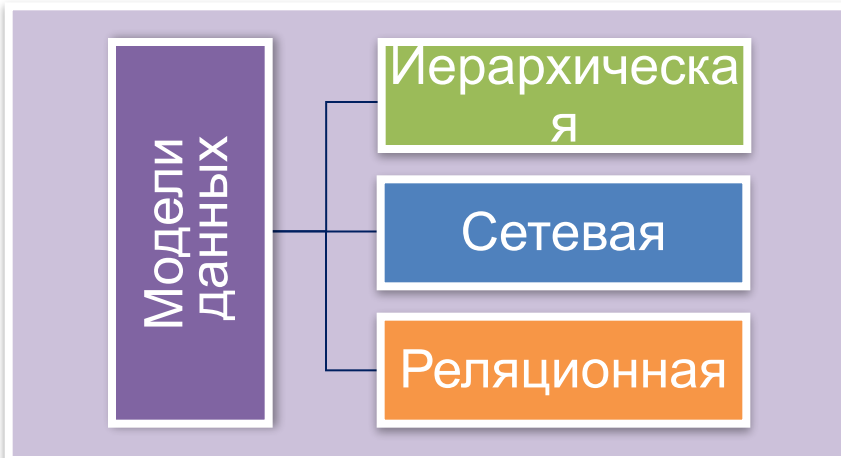 Модели
данных
Иерархическа
я
Сетевая
Реляционная